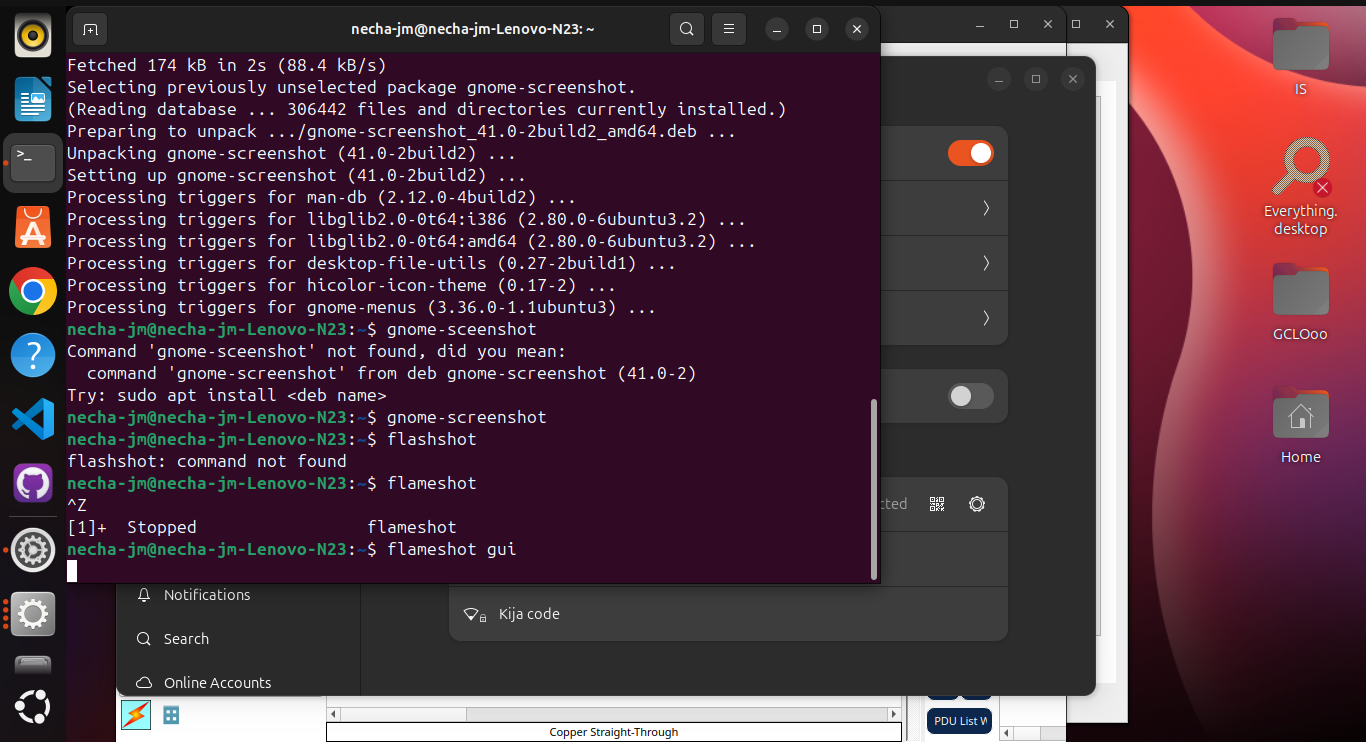 necha-jm@necha-jm-Lenovo-N23: ~
Fetched 174 kB in 2s (88.4 kB/s)
Selecting previously unselected package gnome-screenshot.
(Reading database ... 306442 files and directories currently installed.)
Preparing to unpack .../gnome-screenshot_41.0-2build2_amd64.deb ...
Unpacking gnome-screenshot (41.0-2build2) ...
Setting up gnome-screenshot (41.0-2build2) ...
Processing triggers for man-db (2.12.0-4build2) ...
Processing triggers for libglib2.0-0t64:i386 (2.80.0-6ubuntu3.2) ...
Processing triggers for libglib2.0-0t64:amd64 (2.80.0-6ubuntu3.2) ...
Processing triggers for desktop-file-utils (0.27-2build1) ...
Processing triggers for hicolor-icon-theme (0.17-2) ...
Processing triggers for gnome-menus (3.36.0-1.1ubuntu3) ...
necha-jm@necha-jm-Lenovo-N23:~$ gnome-sceenshot
Command 'gnome-sceenshot' not found, did you mean:
  command 'gnome-screenshot' from deb gnome-screenshot (41.0-2)
Try: sudo apt install <deb name>
necha-jm@necha-jm-Lenovo-N23:~$ gnome-screenshot
necha-jm@necha-jm-Lenovo-N23:~$ flashshot
flashshot: command not found
necha-jm@necha-jm-Lenovo-N23:~$ flameshot
^Z
[1]+  Stopped                 flameshot
necha-jm@necha-jm-Lenovo-N23:~$ flameshot gui
cted
Notifications
Kija code
Search
Online Accounts
PDU List W
Copper Straight-Through
IS
Everything.
desktop
GCLOoo
Home